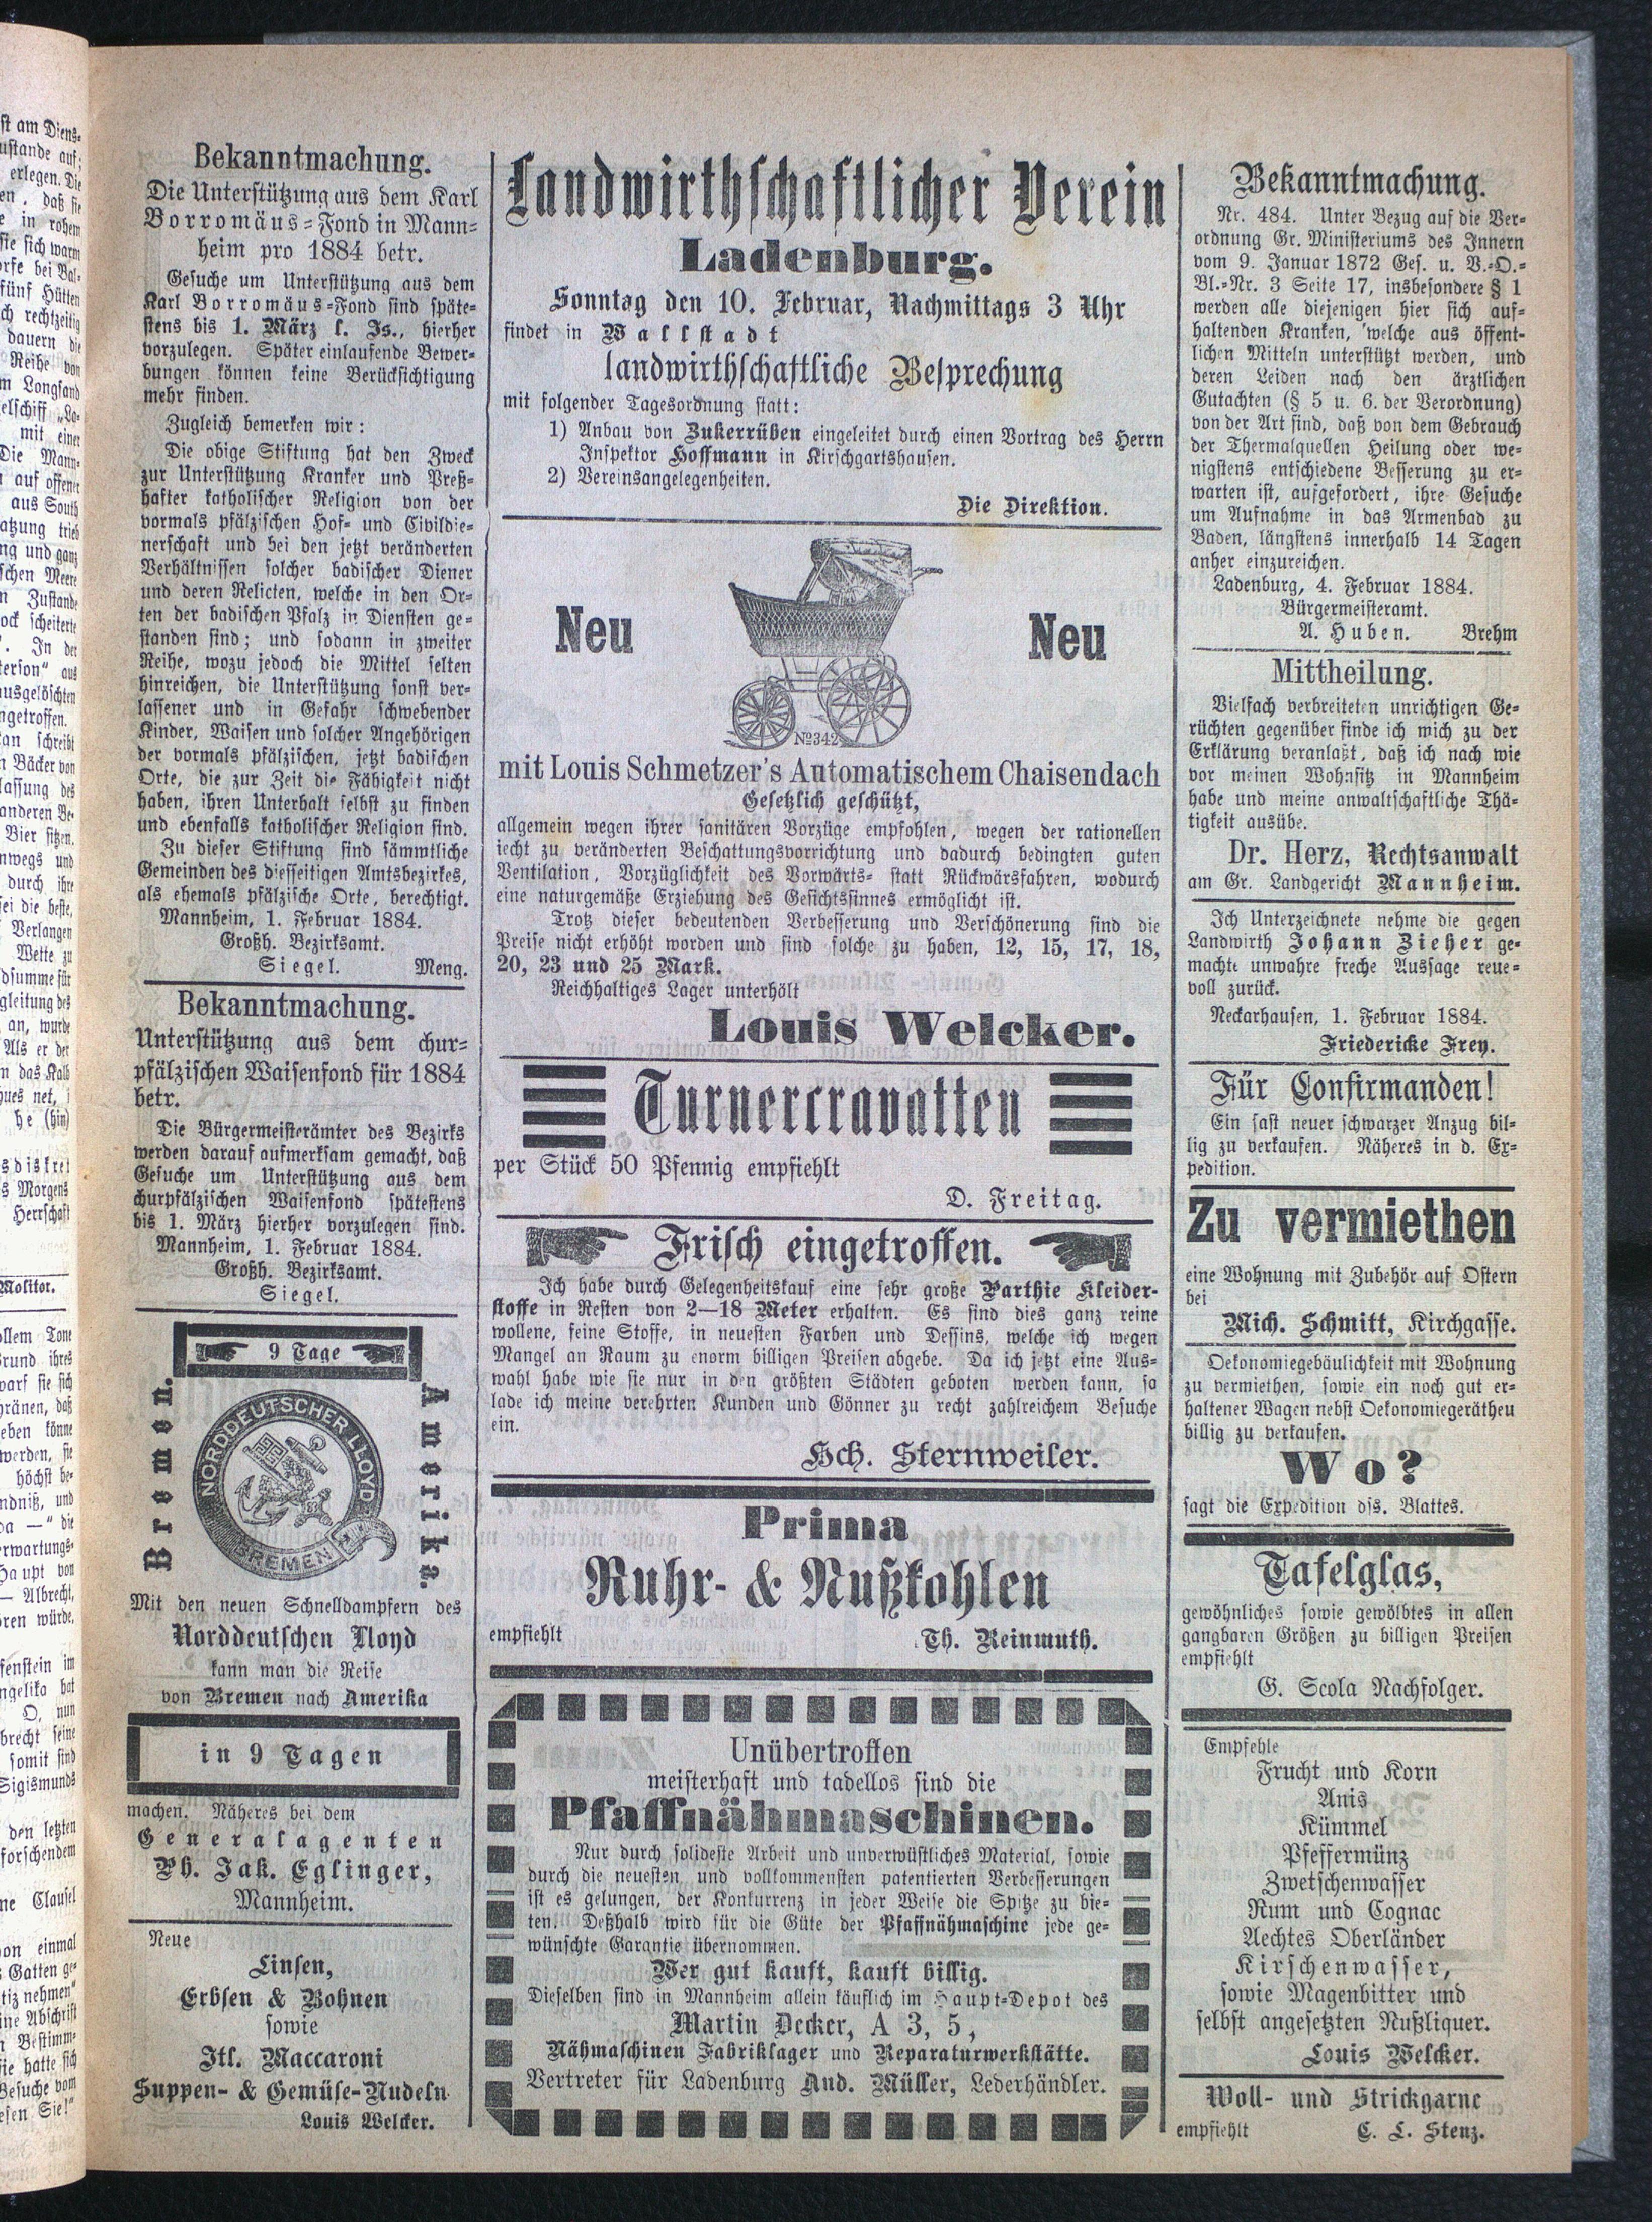 Bekanntmachung.
Die Unterstützung aus dem Karl
Borromäus-Fond in Mann-
heim pro 1884 betr.
Gesuche um Unterstützung aus dem
Karl Borromäus-Fond sind späte-
stens bis 1. März l. Js., hierher
vorzulegen. Später einlaufende Bewer-
bungen können keine Berücksichtigung
mehr finden.
Zugleich bemerken wir:
Die obige Stiftung hat den Zweck
zur Unterstützung Kranker und Preß-
hafter katholischer Religion von der
vormals pfälzischen Hof- und Civildie-
nerschaft und bei den jetzt veränderten
Verhältnissen solcher badischer Diener
und deren Relicten, welche in den Or-
ten der badischen Pfalz in Diensten ge-
standen sind; und sodann in zweiter
Reihe, wozu jedoch die Mittel selten
hinreichen, die Unterstützung sonst ver-
lassener und in Gefahr schwebender
Kinder, Waisen und solcher Angehörigen
der vormals pfälzischen, jetzt badischen
Orte, die zur Zeit die Fähigkeit nicht
haben, ihren Unterhalt selbst zu finden
und ebenfalls katholischer Religion sind.
Zu dieser Stiftung sind sämmtliche
Gemeinden des diesseitigen Amtsbezirkes,
als ehemals pfälzische Orte, berechtigt.
Mannheim, 1. Februar 1884.
Großh. Bezirksamt.
Siegel. Meng.
Bekanntmachung.
Unterstützung aus dem chur-
pfälzischen Waisenfond für 1884
betr.
Die Bürgermeisterämter des Bezirks
werden darauf aufmerksam gemacht, daß
Gesuche um Unterstützung aus dem
churpfälzischen Waisenfond spätestens
bis 1. März hierher vorzulegen sind.
Mannheim, 1. Februar 1884.
Großh. Bezirksamt.
Siegel.
9 Tage
Bremen.
Amerika.
NORDDEUTSCHER LLOYD
BREMEN
Mit den neuen Schnelldampfern des
Norddeutschen Lloyd
kann man die Reise
von Bremen nach Amerika
in 9 Tagen
machen. Näheres bei dem
Generalagenten
Ph. Jak. Eglinger,
Mannheim.
Neue
Linsen,
Erbsen & Bohnen
sowie
Itl. Maccaroni
Suppen- & Gemüse-Nudeln
Louis Welcker.
Landwirthschaftlicher Verein
Ladenburg.
Sonntag den 10. Februar, Nachmittags 3 Uhr
findet in Wallstadt
landwirthschaftliche Besprechung
mit folgender Tagesordnung statt:
1) Anbau von Zukerrüben eingeleitet durch einen Vortrag des Herrn
Inspektor Hoffmann in Kirschgartshausen.
2) Vereinsangelegenheiten.
Die Direktion.
Neu Neu
No 342
mit Louis Schmetzer's Automatischem Chaisendach
Gesetzlich geschützt,
allgemein wegen ihrer sanitären Vorzüge empfohlen, wegen der rationellen
iecht zu veränderten Beschattungsvorrichtung und dadurch bedingten guten
Ventilation, Vorzüglichkeit des Vorwärts- statt Rückwärsfahren, wodurch
eine naturgemäße Erziehung des Gesichtssinnes ermöglicht ist.
Trotz dieser bedeutenden Verbesserung und Verschönerung sind die
Preise nicht erhöht worden und sind solche zu haben, 12, 15, 17, 18,
20, 23 und 25 Mark.
Reichhaltiges Lager unterhölt
Louis Welcker.
Turnercravatten
per Stück 50 Pfennig empfiehlt
D. Freitag.
Frisch eingetroffen.
Ich habe durch Gelegenheitskauf eine sehr große Parthie Kleider-
stoffe in Resten von 2—18 Meter erhalten. Es sind dies ganz reine
wollene, feine Stoffe, in neuesten Farben und Dessins, welche ich wegen
Mangel an Raum zu enorm billigen Preisen abgebe. Da ich jetzt eine Aus-
wahl habe wie sie nur in den größten Städten geboten werden kann, so
lade ich meine verehrten Kunden und Gönner zu recht zahlreichem Besuche
ein.
Hch. Sternweiler.
Prima
Ruhr- & Nußkohlen
empfiehlt Th. Reinmuth.
Unübertroffen
meisterhaft und tadellos sind die
Pfaffnähmaschinen.
Nur durch solideste Arbeit und unverwüstliches Material, sowie
durch die neuesten und vollkommensten patentierten Verbesserungen
ist es gelungen, der Konkurrenz in jeder Weise die Spitze zu bie-
ten. Deßhalb wird für die Güte der Pfaffnähmaschine jede ge-
wünschte Garantie übernommen.
Wer gut kauft, kauft billig.
Dieselben sind in Mannheim allein käuflich im Haupt-Depot des
Martin Decker, A 3, 5,
Nähmaschinen Fabriklager und Reparaturwerkstätte.
Vertreter für Ladenburg And. Müller, Lederhändler.
Bekanntmachung.
Nr. 484. Unter Bezug auf die Ver-
ordnung Gr. Ministeriums des Innern
vom 9. Januar 1872 Ges. u. V.-O.-
Bl.-Nr. 3 Seite 17, insbesondere § 1
werden alle diejenigen hier sich auf-
haltenden Kranken, welche aus öffent-
lichen Mitteln unterstützt werden, und
deren Leiden nach den ärztlichen
Gutachten (§ 5 u. 6. der Verordnung)
von der Art sind, daß von dem Gebrauch
der Thermalquellen Heilung oder we-
nigstens entschiedene Besserung zu er-
warten ist, aufgefordert, ihre Gesuche
um Aufnahme in das Armenbad zu
Baden, längstens innerhalb 14 Tagen
anher einzureichen.
Ladenburg, 4. Februar 1884.
Bürgermeisteramt.
A. Huben. Brehm
Mittheilung.
Vielfach verbreiteten unrichtigen Ge-
rüchten gegenüber finde ich mich zu der
Erklärung veranlaßt, daß ich nach wie
vor meinen Wohnsitz in Mannheim
habe und meine anwaltschaftliche Thä-
tigkeit ausübe.
Dr. Herz, Rechtsanwalt
am Gr. Landgericht Mannheim.
Ich Unterzeichnete nehme die gegen
Landwirth Johann Zieher ge-
machte unwahre freche Aussage reue-
voll zurück.
Neckarhausen, 1. Februar 1884.
Friedericke Frey.
Für Confirmanden!
Ein fast neuer schwarzer Anzug bil-
lig zu verkaufen. Näheres in d. Ex-
pedition.
Zu vermiethen
eine Wohnung mit Zubehör auf Ostern
bei
Mich. Schmitt, Kirchgasse.
Oekonomiegebäulichkeit mit Wohnung
zu vermiethen, sowie ein noch gut er-
haltener Wagen nebst Oekonomiegeräthen
billig zu verkaufen.
Wo?
sagt die Expedition dss. Blattes.
Tafelglas,
gewöhnliches sowie gewölbtes in allen
gangbaren Größen zu billigen Preisen
empfiehlt
G. Scola Nachfolger.
Empfehle
Frucht und Korn
Anis
Kümmel
Pfeffermünz
Zwetschenwasser
Rum und Cognac
Aechtes Oberländer
Kirschenwasser,
sowie Magenbitter und
selbst angesetzten Nußliquer.
Louis Welcker.
Woll- und Strickgarne
empfiehlt C. L. Stenz.